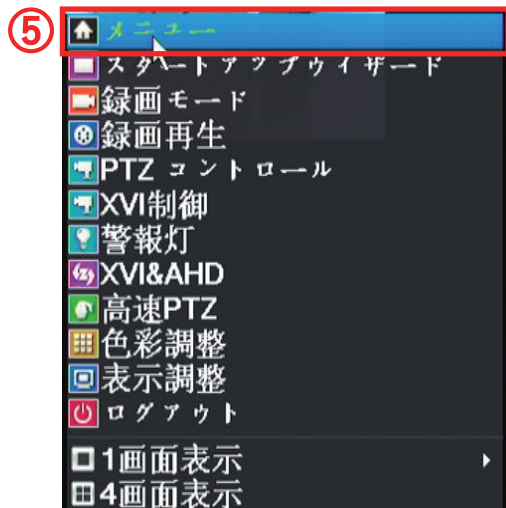 ⑤
メニュー
スタートアップウィザード
録画モード
録画再生
PTZ コントロール
XVI制御
警報灯
XVI&AHD
高速PTZ
色彩調整
表示調整
ログアウト
1画面表示
4画面表示